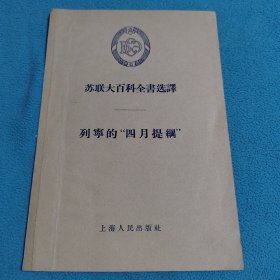 苏联大百科全書选譯
列寧的“四月提綱”
上海人民出版社